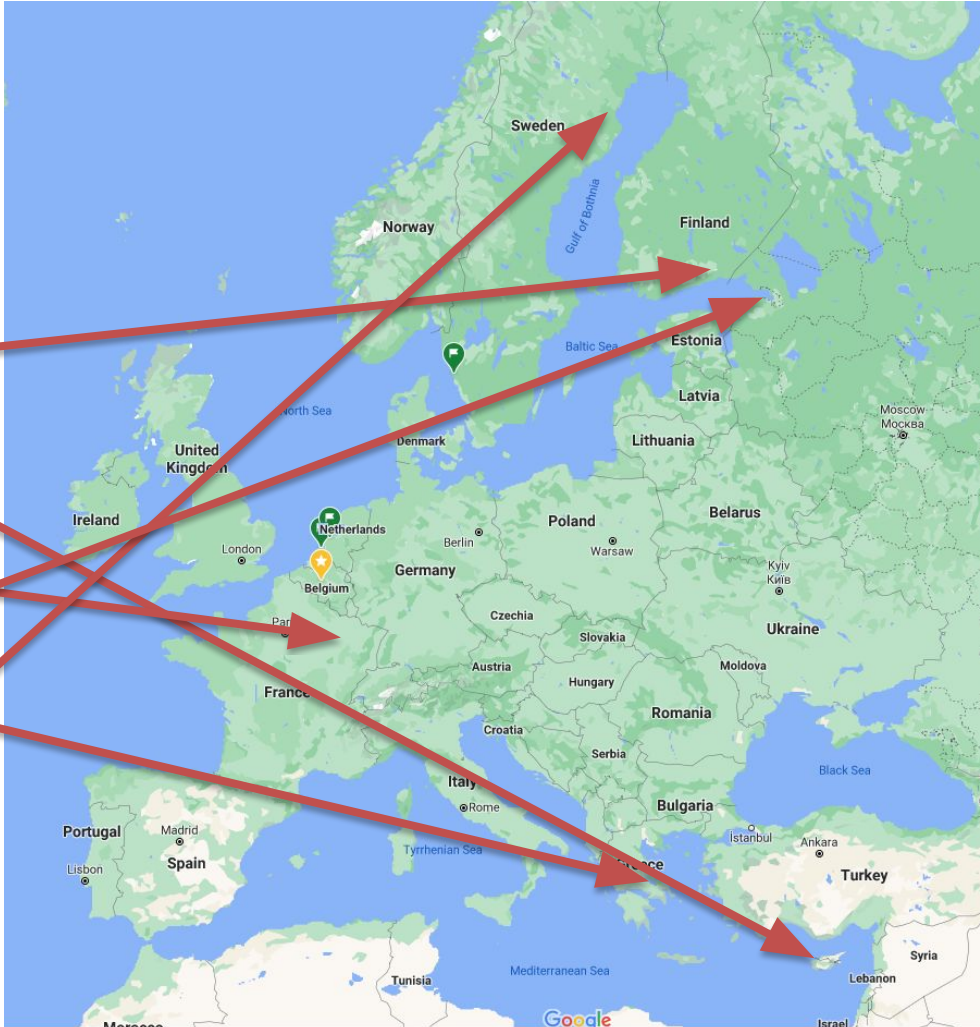 Sweden
Norway
Finland
Gulf of Bothnia
Baltic Sea
Estonia
Latvia
Moscow
Москва
North Sea
Denmark
Lithuania
United
Kingdom
Ireland
Netherlands
London
Berlin
Poland
Warsaw
Belarus
Germany
Belgium
Kyiv
Київ
Czechia
Ukraine
Slovakia
Austria
Moldova
France
Hungary
Romania
Croatia
Serbia
Black Sea
Italy
Rome
Bulgaria
Portugal
Madrid
İstanbul
Ankara
Tyrrhenian Sea
Spain
Lisbon
Greece
Turkey
Syria
Tunisia
Mediterranean Sea
Lebanon
Google
Israel
Morocco